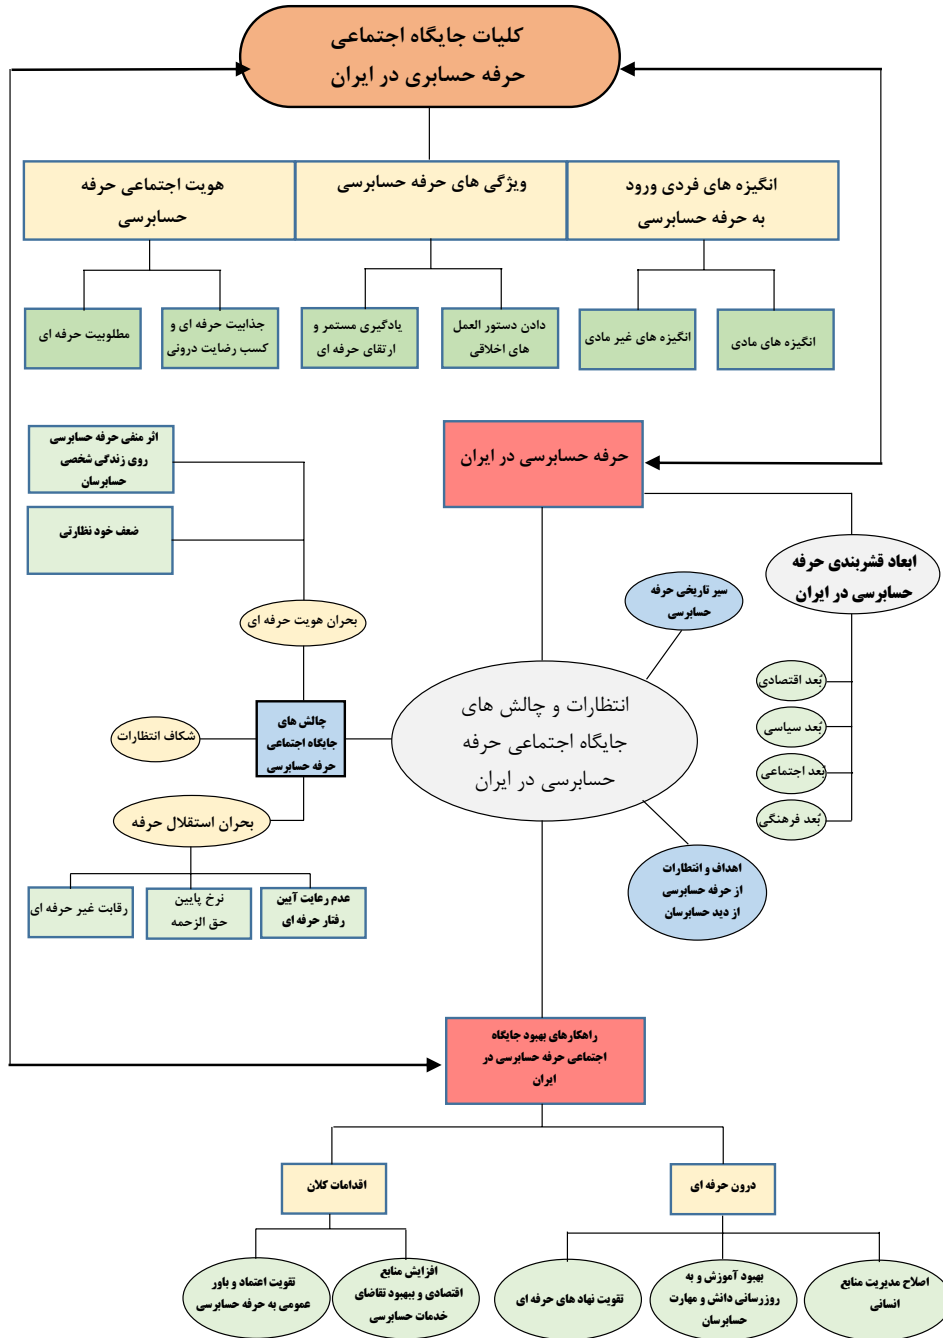 کلیات جایگاه اجتماعی
حرفه حسابری در ایران
انگیزه های فردی ورود
به حرفه حسابرسی
ویژگی های حرفه حسابرسی
هویت اجتماعی حرفه
حسابرسی
انگیزه های مادی
انگیزه های غیر مادی
دادن دستور العمل
های اخلاقی
یادگیری مستمر و
ارتقای حرفه ای
جذابیت حرفه ای و
کسب رضایت درونی
مطلوبیت حرفه ای
حرفه حسابرسی در ایران
اثر منفی حرفه حسابرسی
روی زندگی شخصی
حسابرسان
ضعف خود نظارتی
ابعاد قشربندی حرفه
حسابرسی در ایران
سیر تاریخی حرفه
حسابرسی
بحران هویت حرفه ای
بُعد اقتصادی
بُعد سیاسی
بُعد اجتماعی
بُعد فرهنگی
انتظارات و چالش های
جایگاه اجتماعی حرفه
حسابرسی در ایران
چالش های
جایگاه اجتماعی
حرفه حسابرسی
شکاف انتظارات
بحران استقلال حرفه
اهداف و انتظارات
از حرفه حسابرسی
از دید حسابرسان
عدم رعایت آیین
رفتار حرفه ای
نرخ پایین
حق الزحمه
رقابت غیر حرفه ای
راهکارهای بهبود جایگاه
اجتماعی حرفه حسابرسی در
ایران
درون حرفه ای
اقدامات کلان
اصلاح مدیریت منابع
انسانی
بهبود آموزش و به
روزرسانی دانش و مهارت
حسابرسان
تقویت نهاد های حرفه ای
افزایش منابع
اقتصادی و ببهبود تقاضای
خدمات حسابرسی
تقویت اعتماد و باور
عمومی به حرفه حسابرسی